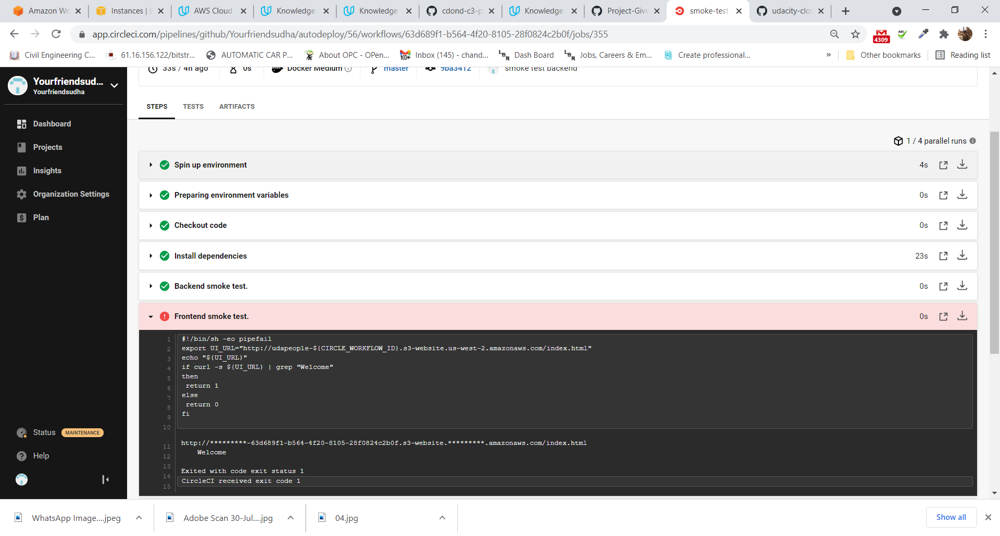 Amazon We
Instances | E
AWS Cloud
Knowledge
Knowledge
cdond-c3-p
Knowledge
Project-Give
smoke-test
udacity-clou
app.circleci.com/pipelines/github/Yourfriendsudha/autodeploy/56/workflows/63d689f1-b564-4f20-8105-28f0824c2b0f/jobs/355
4309
ABC
Civil Engineering C...
61.16.156.122/bitstr...
AUTOMATIC CAR P...
About OPC - OPen...
100+
Inbox (145) - chand...
Dash Board
Jobs, Careers & Em...
Create professional...
»
Other bookmarks
Reading list
Yourfriendsud...
Yourfriendsudha
33s / 4h ago
0s
Docker Medium
master
9ba3412
smoke test backend
STEPS
TESTS
ARTIFACTS
Dashboard
Projects
Insights
Organization Settings
Plan
1 / 4 parallel runs
Spin up environment
4s
Preparing environment variables
0s
Checkout code
0s
Install dependencies
23s
Backend smoke test.
0s
Frontend smoke test.
0s
1 #!/bin/sh -eo pipefail
2 export UI_URL="http://udapeople-${CIRCLE_WORKFLOW_ID}.s3-website.us-west-2.amazonaws.com/index.html"
3 echo "${UI_URL}"
4 if curl -s ${UI_URL} | grep "Welcome"
5 then
6 return 1
7 else
8 return 0
9 fi
10
11 http://*********-63d689f1-b564-4f20-8105-28f0824c2b0f.s3-website.*********.amazonaws.com/index.html
12 Welcome
13
14 Exited with code exit status 1
15 CircleCI received exit code 1
Status
MAINTENANCE
Help
WhatsApp Image....jpeg
Adobe Scan 30-Jul....jpg
04.jpg
Show all